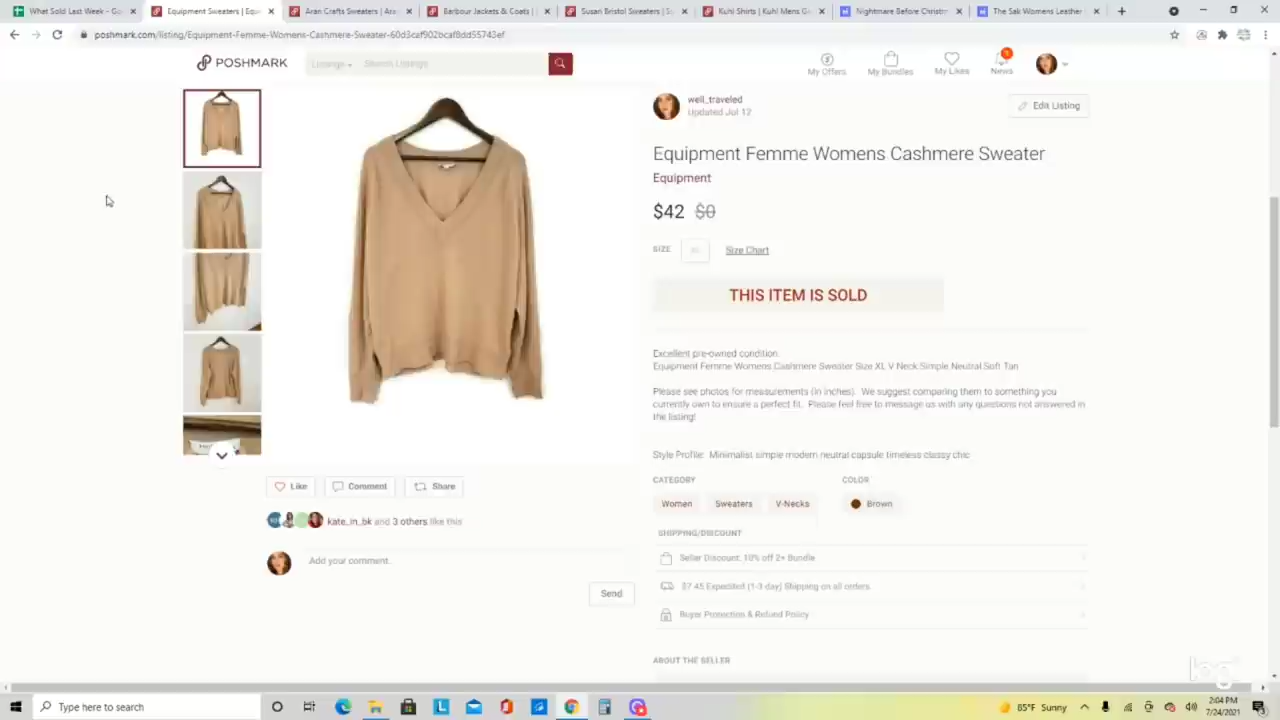 What Sold Last Week - Go
Equipment Sweaters | Equ
Aran Crafts Sweaters | Ara
Barbour Jackets & Coats |
Susan Bristol Sweaters | S
Kuhl Shirts | Kuhl Mens G
Nightmare Before Christm
The Sak Womens Leather
poshmark.com/listing/Equipment-Femme-Womens-Cashmere-Sweater-60d3caf902bcaf8dd55743ef
POSHMARK
Listings
Search Listings
My Offers
My Bundles
My Likes
News
well_traveled
Updated Jul 12
Edit Listing
Equipment Femme Womens Cashmere Sweater
Equipment
$42 $0
SIZE
Size Chart
THIS ITEM IS SOLD
Excellent pre-owned condition.
Equipment Femme Womens Cashmere Sweater Size XL V Neck Simple Neutral Soft Tan
Please see photos for measurements (in inches). We suggest comparing them to something you
currently own to ensure a perfect fit. Please feel free to message us with any questions not answered in
the listing!
Style Profile: Minimalist simple modern neutral capsule timeless classy chic
CATEGORY
COLOR
Women
Sweaters
V-Necks
Brown
SHIPPING/DISCOUNT
Seller Discount: 10% off 2+ Bundle
$7.45 Expedited (1-3 day) Shipping on all orders
Buyer Protection & Refund Policy
ABOUT THE SELLER
Like
Comment
Share
kate_in_bk and 3 others like this
Add your comment.
Send
Type here to search
85°F Sunny
2:04 PM
7/24/2021